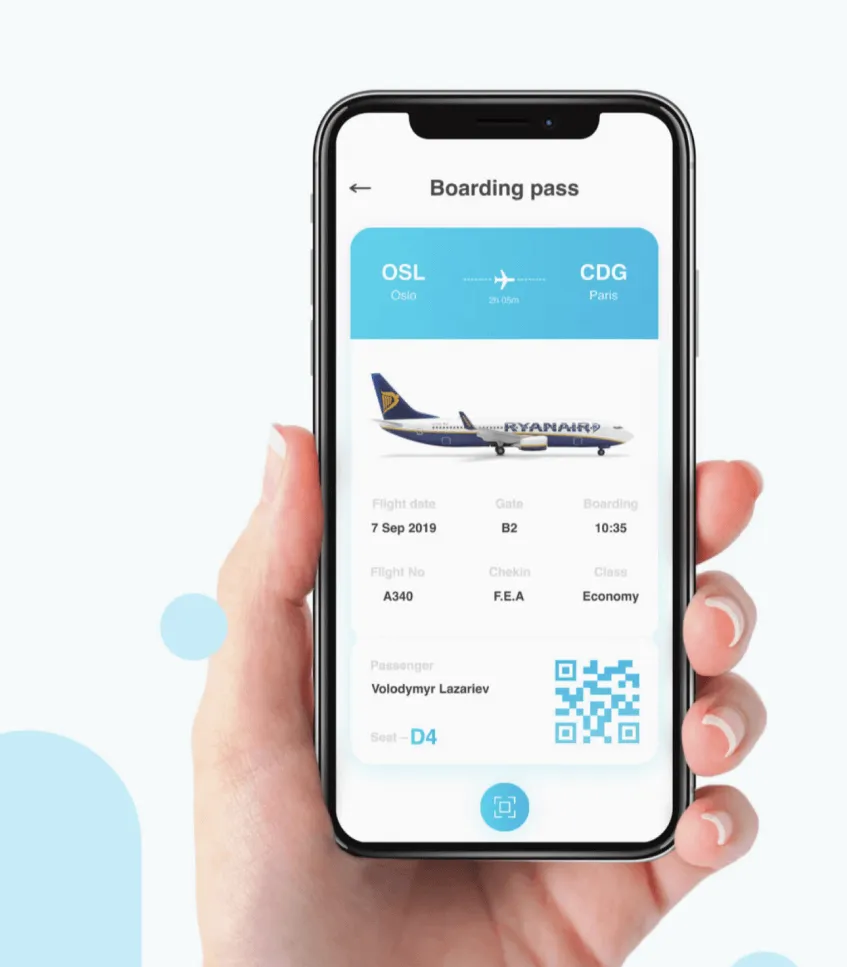 Boarding pass
OSL CDG
Oslo Paris
2h 05m
RYANAIR
Flight date Gate Boarding
7 Sep 2019 B2 10:35
Flight No Chekin Class
A340 F.E.A Economy
Passenger
Volodymyr Lazariev
Seat – D4